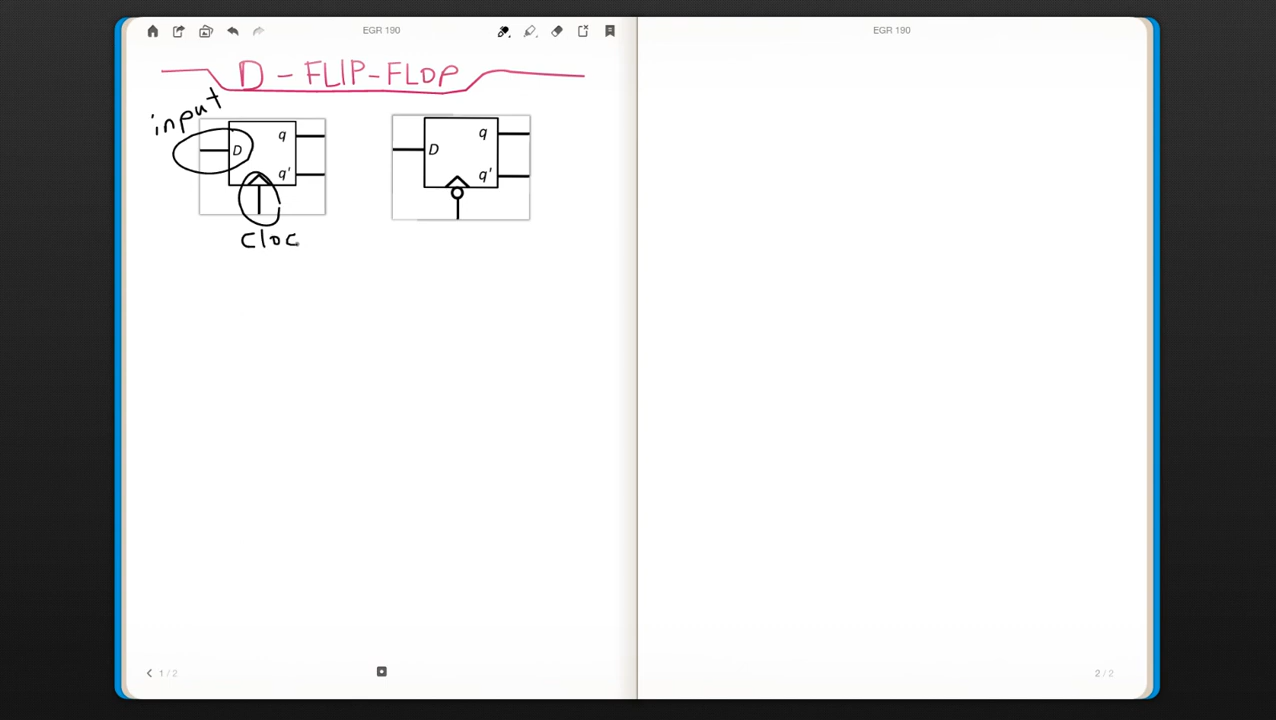 EGR 190
EGR 190
D - FLIP-FLOP
input
D
q
q'
cloc
D
q
q'
1 / 2
2 / 2